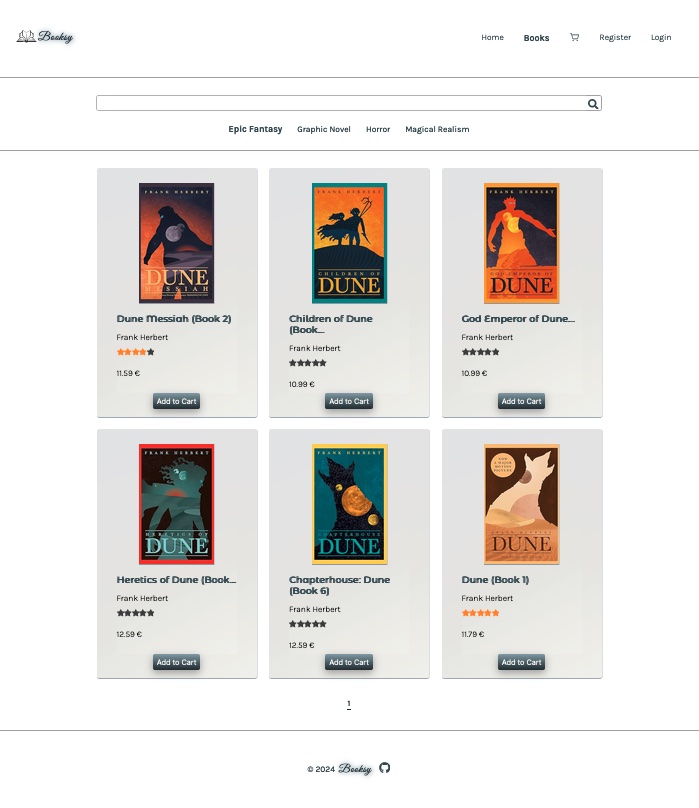 Booksy
Home Books Register Login
Epic Fantasy Graphic Novel Horror Magical Realism
FRANK HERBERT
DUNE
MESSIAH
Dune Messiah (Book 2)
Frank Herbert
11.59 €
Add to Cart
FRANK HERBERT
CHILDREN OF
DUNE
Children of Dune
(Book...
Frank Herbert
10.99 €
Add to Cart
FRANK HERBERT
GOD EMPEROR OF
DUNE
God Emperor of Dune...
Frank Herbert
10.99 €
Add to Cart
FRANK HERBERT
HERETICS OF
DUNE
Heretics of Dune (Book...
Frank Herbert
12.59 €
Add to Cart
FRANK HERBERT
CHAPTERHOUSE
DUNE
Chapterhouse: Dune
(Book 6)
Frank Herbert
12.59 €
Add to Cart
NOW
A MAJOR
MOTION
PICTURE
FRANK HERBERT
DUNE
Dune (Book 1)
Frank Herbert
11.79 €
Add to Cart
1
© 2024 Booksy